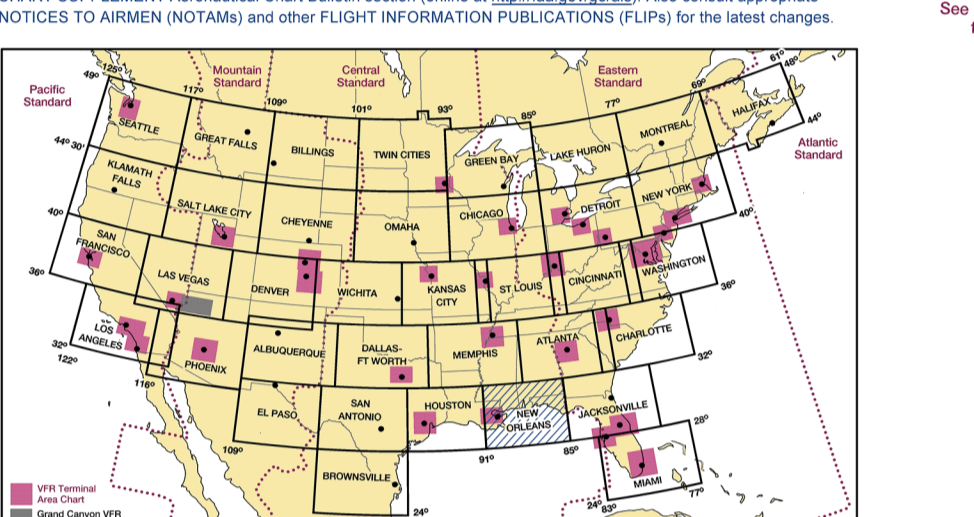 NOTICES TO AIRMEN (NOTAMs) and other FLIGHT INFORMATION PUBLICATIONS (FLIPs) for the latest changes.
See
Pacific
Standard
Mountain
Standard
Central
Standard
Eastern
Standard
Atlantic
Standard
49°
125°
117°
109°
101°
93°
85°
77°
69°
61°
48°
44°
44° 30'
40°
40°
36°
36°
32°
32°
122°
116°
109°
91°
85°
28°
77°
24°
24°
83°
SEATTLE
GREAT FALLS
BILLINGS
TWIN CITIES
GREEN BAY
LAKE HURON
MONTREAL
HALIFAX
KLAMATH
FALLS
SALT LAKE CITY
CHEYENNE
OMAHA
CHICAGO
DETROIT
NEW YORK
SAN
FRANCISCO
LAS VEGAS
DENVER
WICHITA
KANSAS
CITY
ST LOUIS
CINCINNATI
WASHINGTON
LOS
ANGELES
PHOENIX
ALBUQUERQUE
DALLAS-
FT WORTH
MEMPHIS
ATLANTA
CHARLOTTE
EL PASO
SAN
ANTONIO
HOUSTON
NEW
ORLEANS
JACKSONVILLE
BROWNSVILLE
MIAMI
VFR Terminal
Area Chart
Grand Canyon VFR